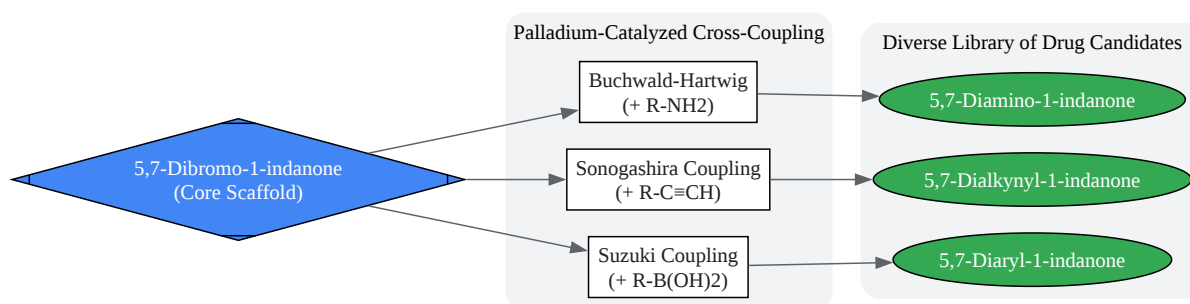 Palladium-Catalyzed Cross-Coupling
Diverse Library of Drug Candidates
5,7-Dibromo-1-indanone
(Core Scaffold)
Buchwald-Hartwig
(+ R-NH2)
5,7-Diamino-1-indanone
Sonogashira Coupling
(+ R-C≡CH)
5,7-Dialkynyl-1-indanone
Suzuki Coupling
(+ R-B(OH)2)
5,7-Diaryl-1-indanone